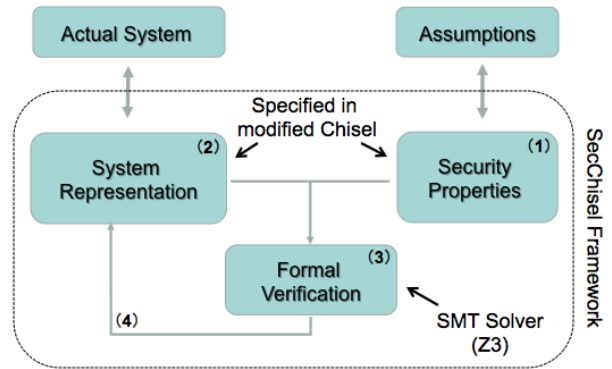 Actual System
Assumptions
Specified in
modified Chisel
(2)
System
Representation
(1)
Security
Properties
SecChisel Framework
(3)
Formal
Verification
(4)
SMT Solver
(Z3)